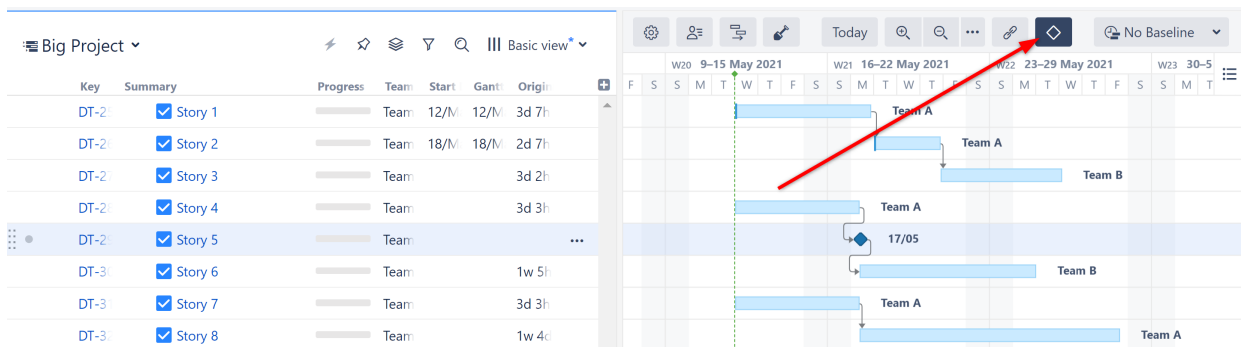 Big Project
Basic view*
Today
No Baseline
W20 9–15 May 2021
W21 16–22 May 2021
W22 23–29 May 2021
W23 30–5
Key Summary Progress Team Start Gantt Origin
F S S M T W T F S S M T W T F S S M T W T F S S M T
DT-2 Story 1 Team 12/M 12/M 3d 7h Team A
DT-2 Story 2 Team 18/M 18/M 2d 7h Team A
DT-2 Story 3 Team 3d 2h Team B
DT-2 Story 4 Team 3d 3h Team A
DT-2 Story 5 Team 17/05
DT-3 Story 6 Team 1w 5h Team B
DT-3 Story 7 Team 3d 3h Team A
DT-3 Story 8 Team 1w 4d Team A